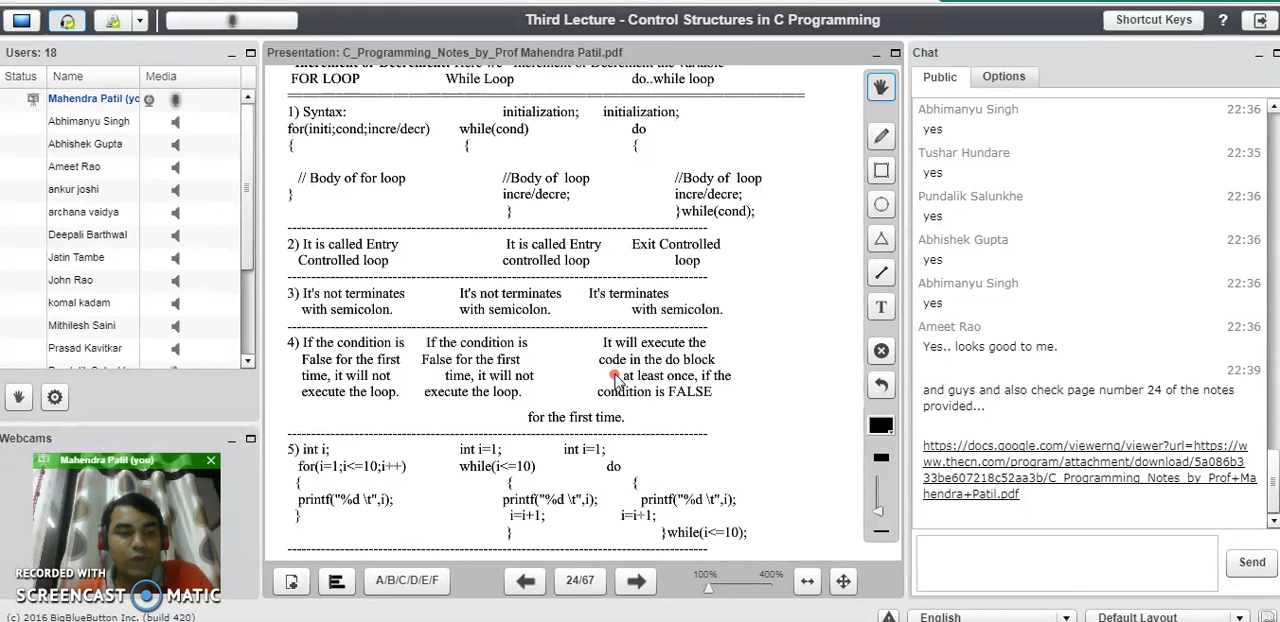 Third Lecture - Control Structures in C Programming
Shortcut Keys
?
Users: 18
Status Name Media
Mahendra Patil (yo
Abhimanyu Singh
Abhishek Gupta
Ameet Rao
ankur joshi
archana vaidya
Deepali Barthwal
Jatin Tambe
John Rao
komal kadam
Mithilesh Saini
Prasad Kavitkar
Webcams
Mahendra Patil (you)
RECORDED WITH
SCREENCAST MATIC
(c) 2016 BigBlueButton Inc. (build 420)
Presentation: C_Programming_Notes_by_Prof Mahendra Patil.pdf
FOR LOOP While Loop do..while loop
==========================================================
1) Syntax: initialization; initialization;
for(initi;cond;incre/decr) while(cond) do
{ { {
// Body of for loop //Body of loop //Body of loop
} incre/decre; incre/decre;
} }while(cond);
2) It is called Entry It is called Entry Exit Controlled
Controlled loop controlled loop loop
3) It's not terminates It's not terminates It's terminates
with semicolon. with semicolon. with semicolon.
4) If the condition is If the condition is It will execute the
False for the first False for the first code in the do block
time, it will not time, it will not at least once, if the
execute the loop. execute the loop. condition is FALSE
for the first time.
5) int i; int i=1; int i=1;
for(i=1;i<=10;i++) while(i<=10) do
{ { {
printf("%d \t",i); printf("%d \t",i); printf("%d \t",i);
} i=i+1; i=i+1;
} }while(i<=10);
T
A/B/C/D/E/F
24/67
100% 400%
Chat
Public Options
Abhimanyu Singh 22:36
yes
Tushar Hundare 22:35
yes
Pundalik Salunkhe 22:36
yes
Abhishek Gupta 22:36
yes
Abhimanyu Singh 22:36
yes
Ameet Rao 22:36
Yes.. looks good to me.
22:39
and guys and also check page number 24 of the notes
provided...
https://docs.google.com/viewerng/viewer?url=https://w
ww.thecn.com/program/attachment/download/5a086b3
33be607218c52aa3b/C_Programming_Notes_by_Prof+Ma
hendra+Patil.pdf
Send
English
Default Layout